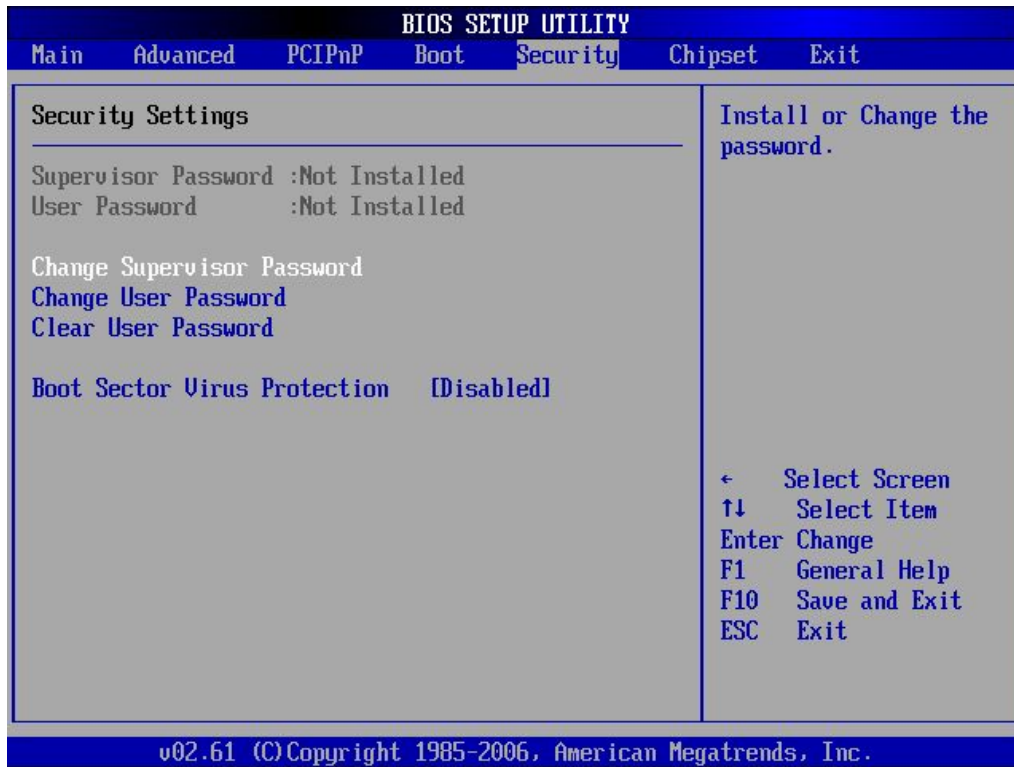 BIOS SETUP UTILITY
Main Advanced PCIPnP Boot Security Chipset Exit
Security Settings
Supervisor Password :Not Installed
User Password :Not Installed
Change Supervisor Password
Change User Password
Clear User Password
Boot Sector Virus Protection [Disabled]
Install or Change the
password.
← Select Screen
↑↓ Select Item
Enter Change
F1 General Help
F10 Save and Exit
ESC Exit
v02.61 (C)Copyright 1985-2006, American Megatrends, Inc.